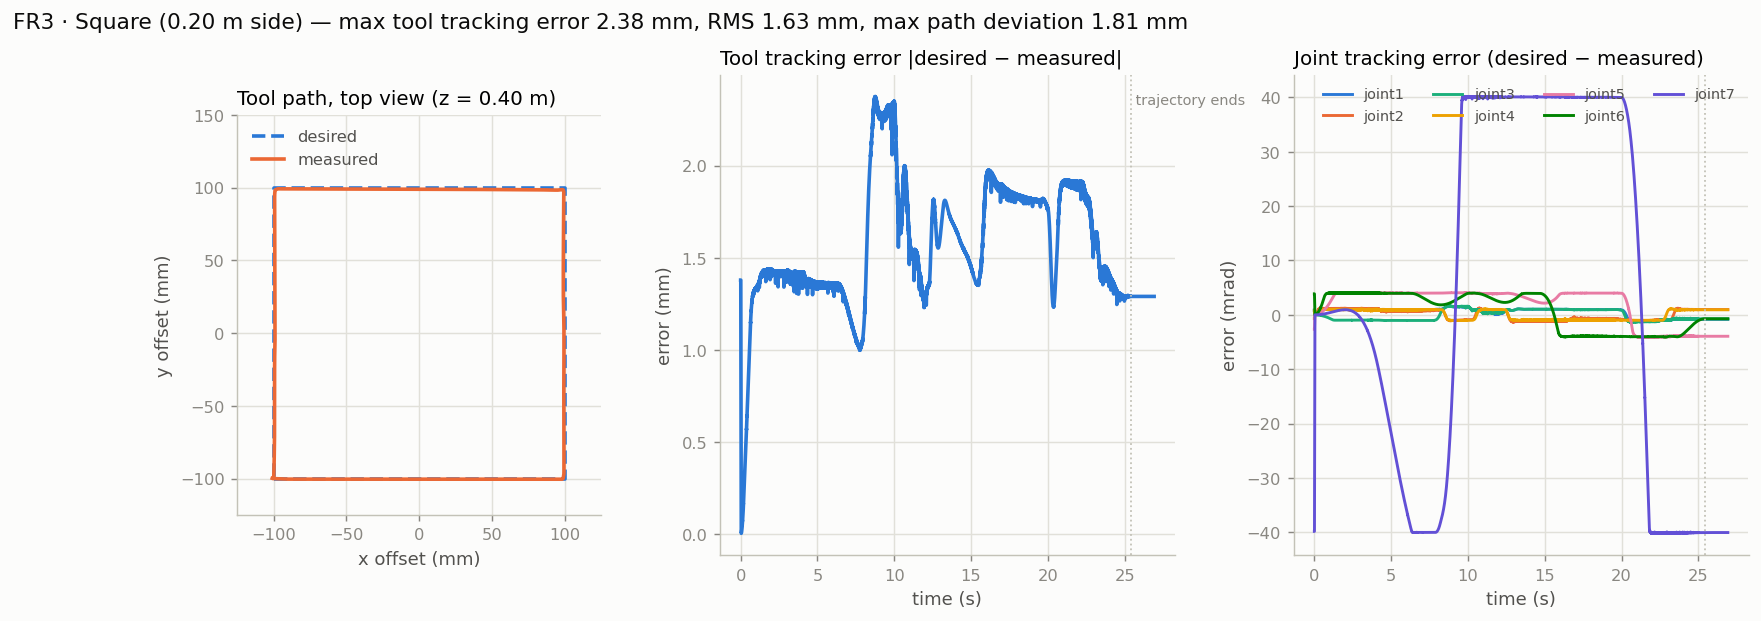 FR3 · Square (0.20 m side) — max tool tracking error 2.38 mm, RMS 1.63 mm, max path deviation 1.81 mm
Tool path, top view (z = 0.40 m)
desired
measured
150
100
50
0
−50
−100
−100
−50
0
50
100
x offset (mm)
y offset (mm)
Tool tracking error |desired − measured|
trajectory ends
2.0
1.5
1.0
0.5
0.0
0
5
10
15
20
25
time (s)
error (mm)
Joint tracking error (desired − measured)
joint1
joint2
joint3
joint4
joint5
joint6
joint7
40
30
20
10
0
−10
−20
−30
−40
0
5
10
15
20
25
time (s)
error (mrad)